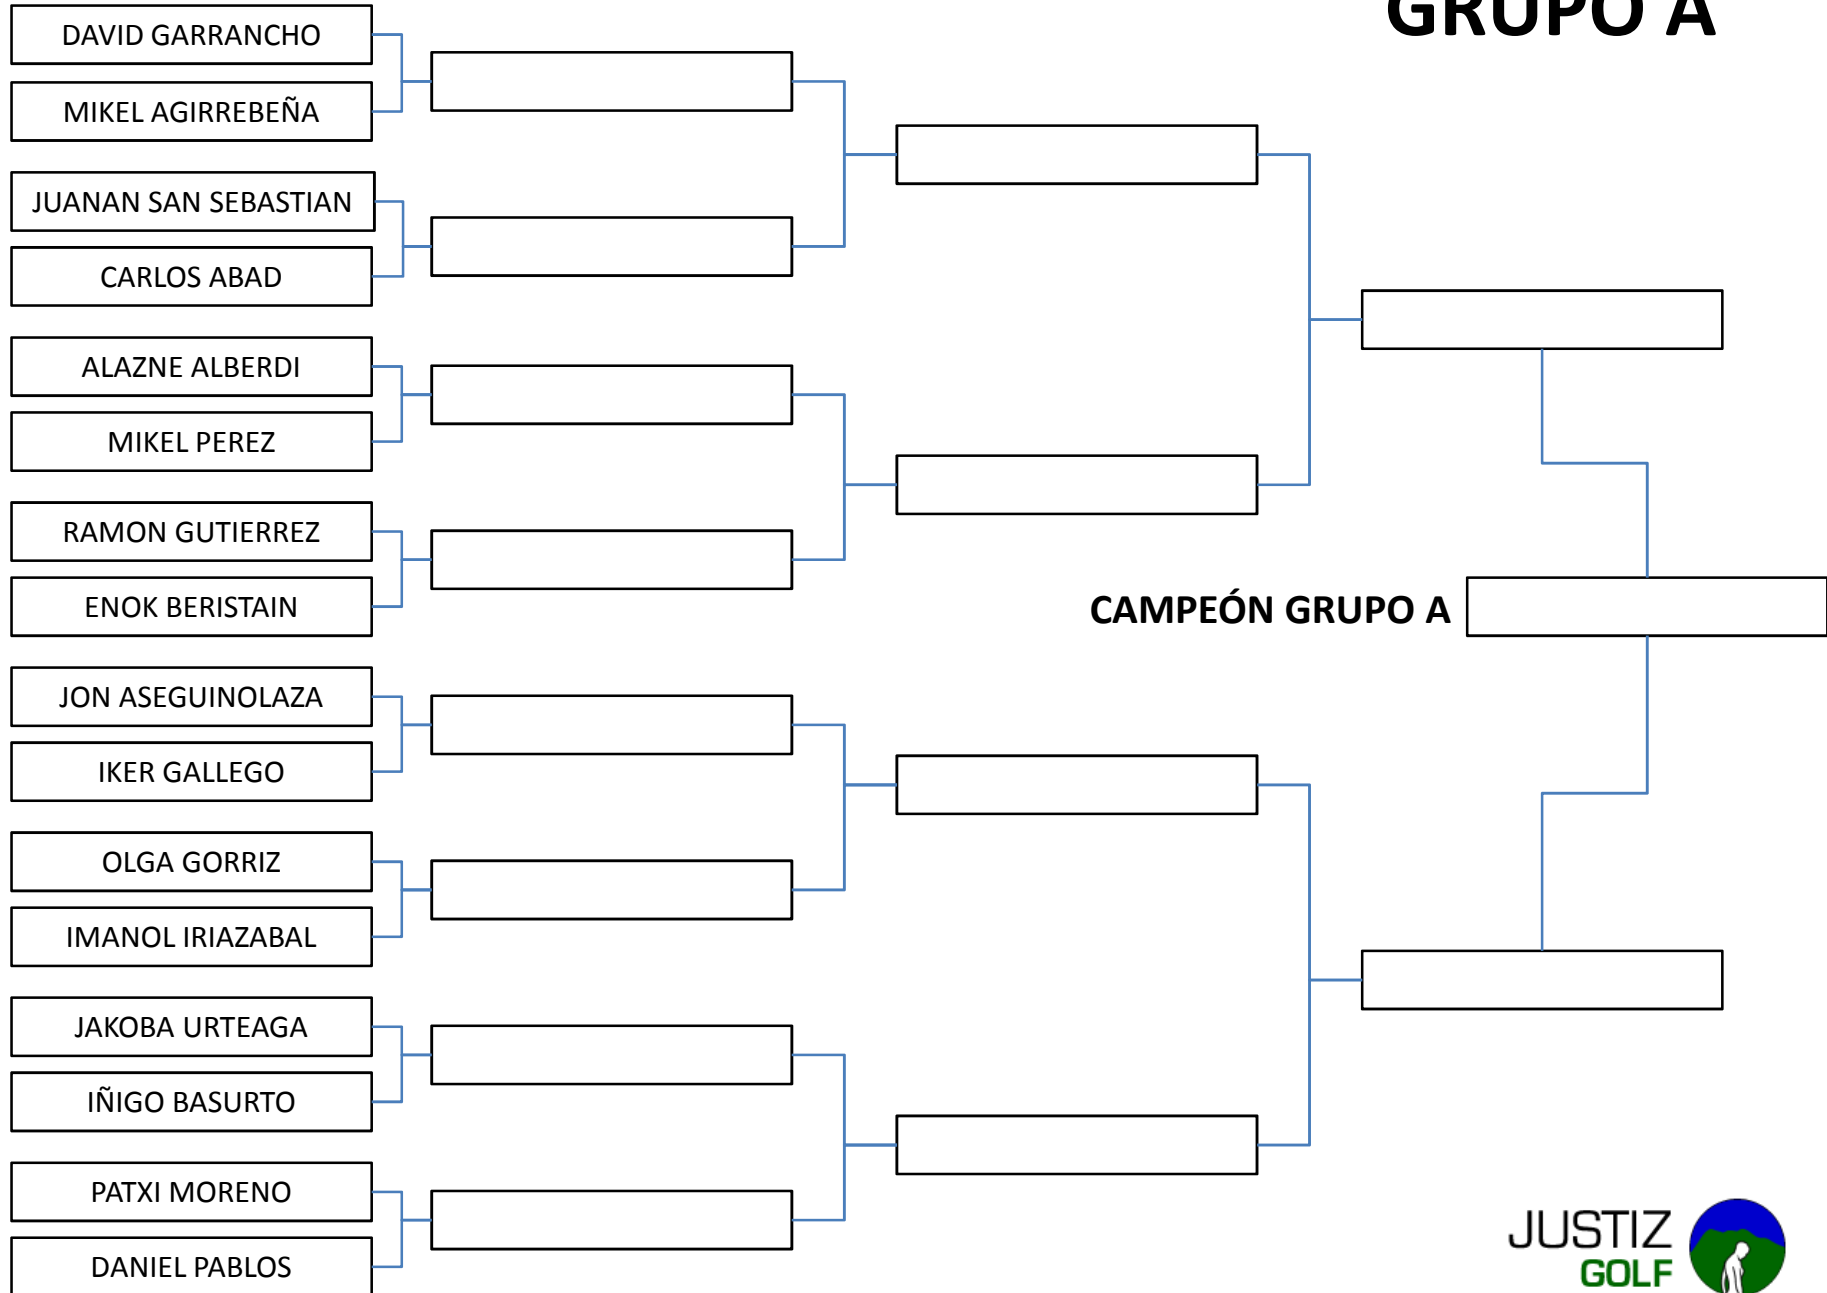 GRUPO A
DAVID GARRANCHO
MIKEL AGIRREBEÑA
JUANAN SAN SEBASTIAN
CARLOS ABAD
ALAZNE ALBERDI
MIKEL PEREZ
RAMON GUTIERREZ
ENOK BERISTAIN
CAMPEÓN GRUPO A
JON ASEGUINOLAZA
IKER GALLEGO
OLGA GORRIZ
IMANOL IRIAZABAL
JAKOBA URTEAGA
IÑIGO BASURTO
PATXI MORENO
DANIEL PABLOS
JUSTIZ
GOLF